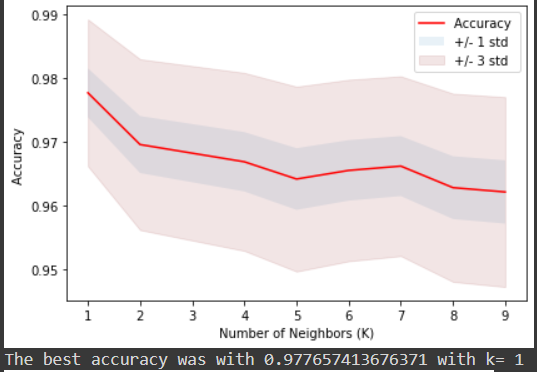 0.99
0.98
0.97
0.96
0.95
Accuracy
Accuracy
+/- 1 std
+/- 3 std
1 2 3 4 5 6 7 8 9
Number of Neighbors (K)
The best accuracy was with 0.977657413676371 with k= 1